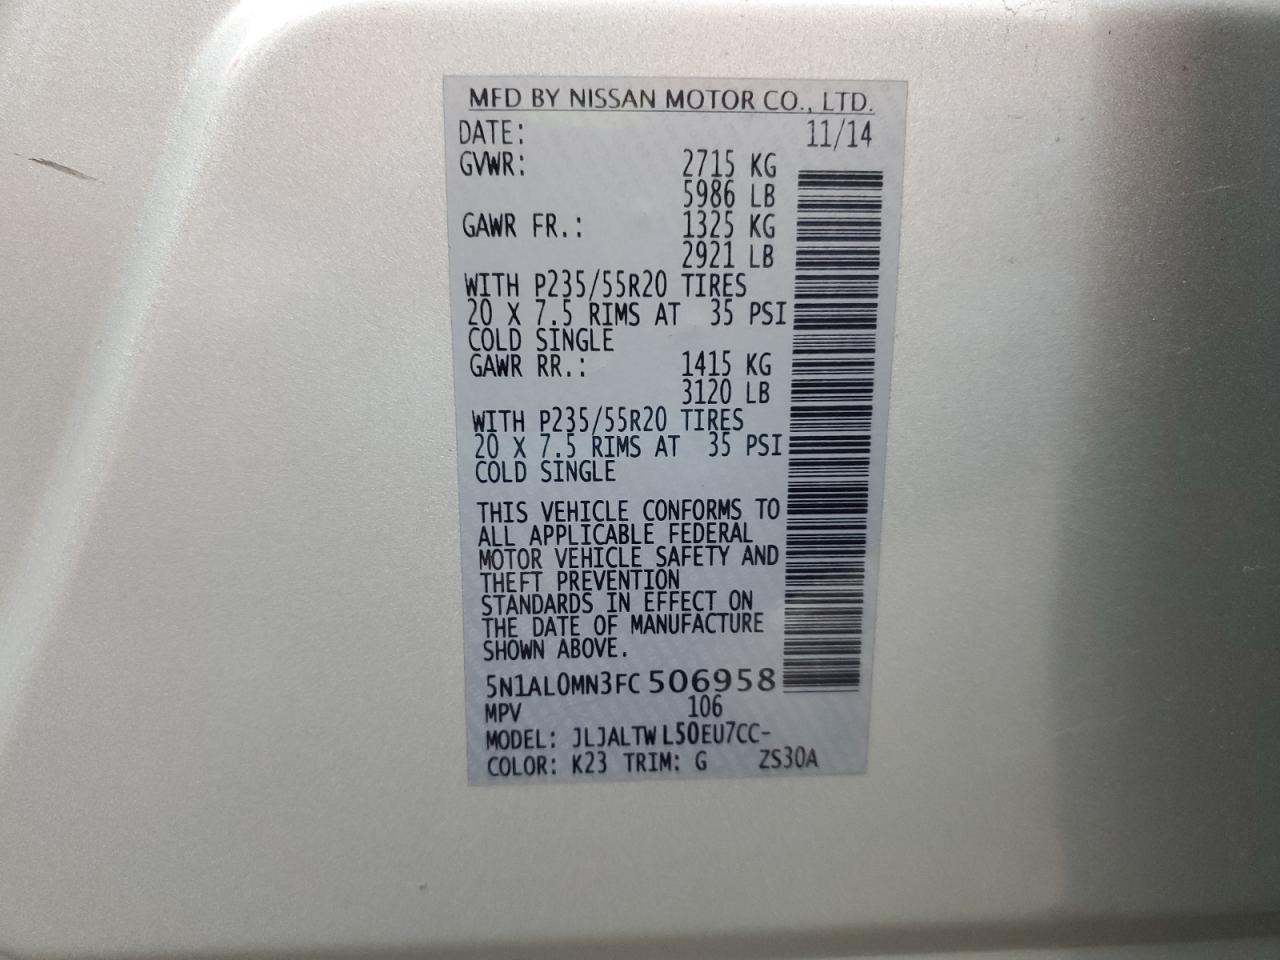 MFD BY NISSAN MOTOR CO., LTD.
DATE: 11/14
GVWR: 2715 KG
5986 LB
GAWR FR.: 1325 KG
2921 LB
WITH P235/55R20 TIRES
20 X 7.5 RIMS AT 35 PSI
COLD SINGLE
GAWR RR.: 1415 KG
3120 LB
WITH P235/55R20 TIRES
20 X 7.5 RIMS AT 35 PSI
COLD SINGLE
THIS VEHICLE CONFORMS TO
ALL APPLICABLE FEDERAL
MOTOR VEHICLE SAFETY AND
THEFT PREVENTION
STANDARDS IN EFFECT ON
THE DATE OF MANUFACTURE
SHOWN ABOVE.
5N1AL0MN3FC506958
MPV 106
MODEL: JLJALTWL50EU7CC-
COLOR: K23 TRIM: G ZS30A